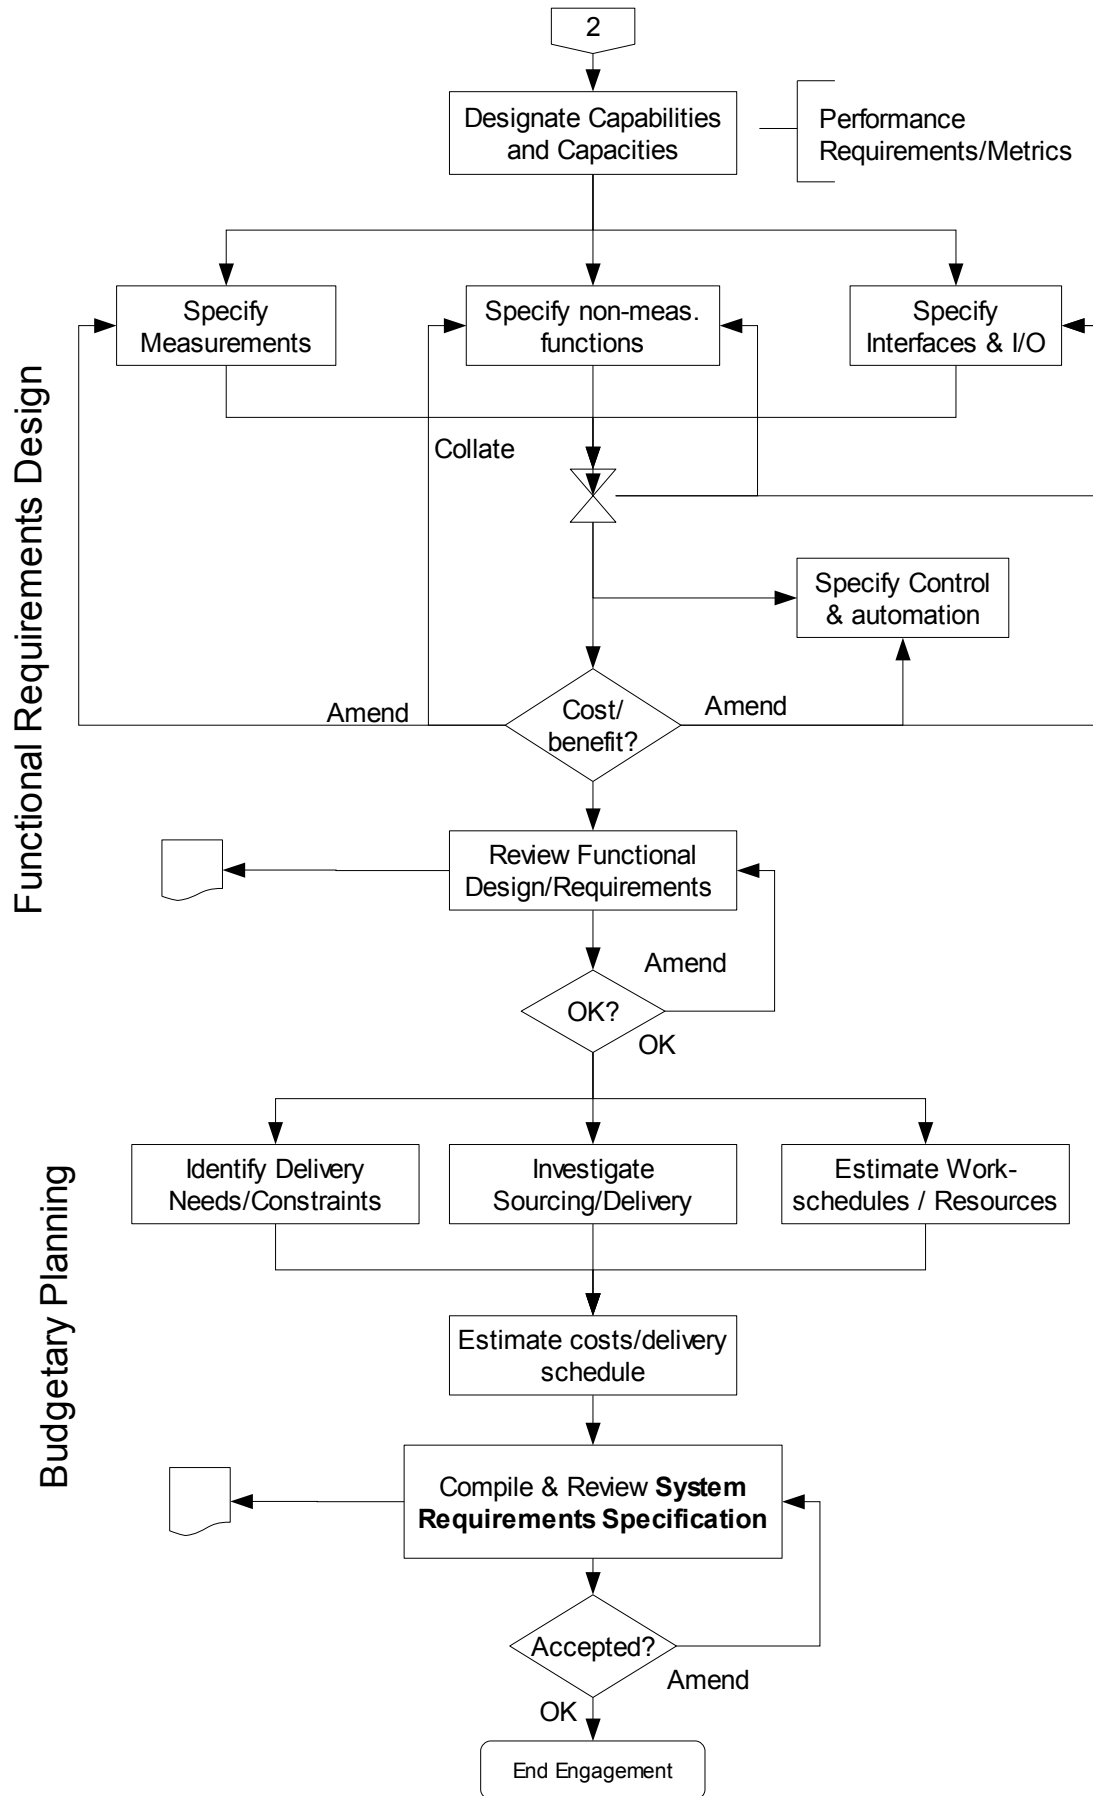 2
Designate Capabilities
and Capacities
Performance
Requirements/Metrics
Specify
Measurements
Specify non-meas.
functions
Specify
Interfaces & I/O
Collate
Specify Control
& automation
Cost/
benefit?
Amend
Amend
Functional Requirements Design
Review Functional
Design/Requirements
Amend
OK?
OK
Identify Delivery
Needs/Constraints
Investigate
Sourcing/Delivery
Estimate Work-
schedules / Resources
Budgetary Planning
Estimate costs/delivery
schedule
Compile & Review System
Requirements Specification
Accepted?
Amend
OK
End Engagement